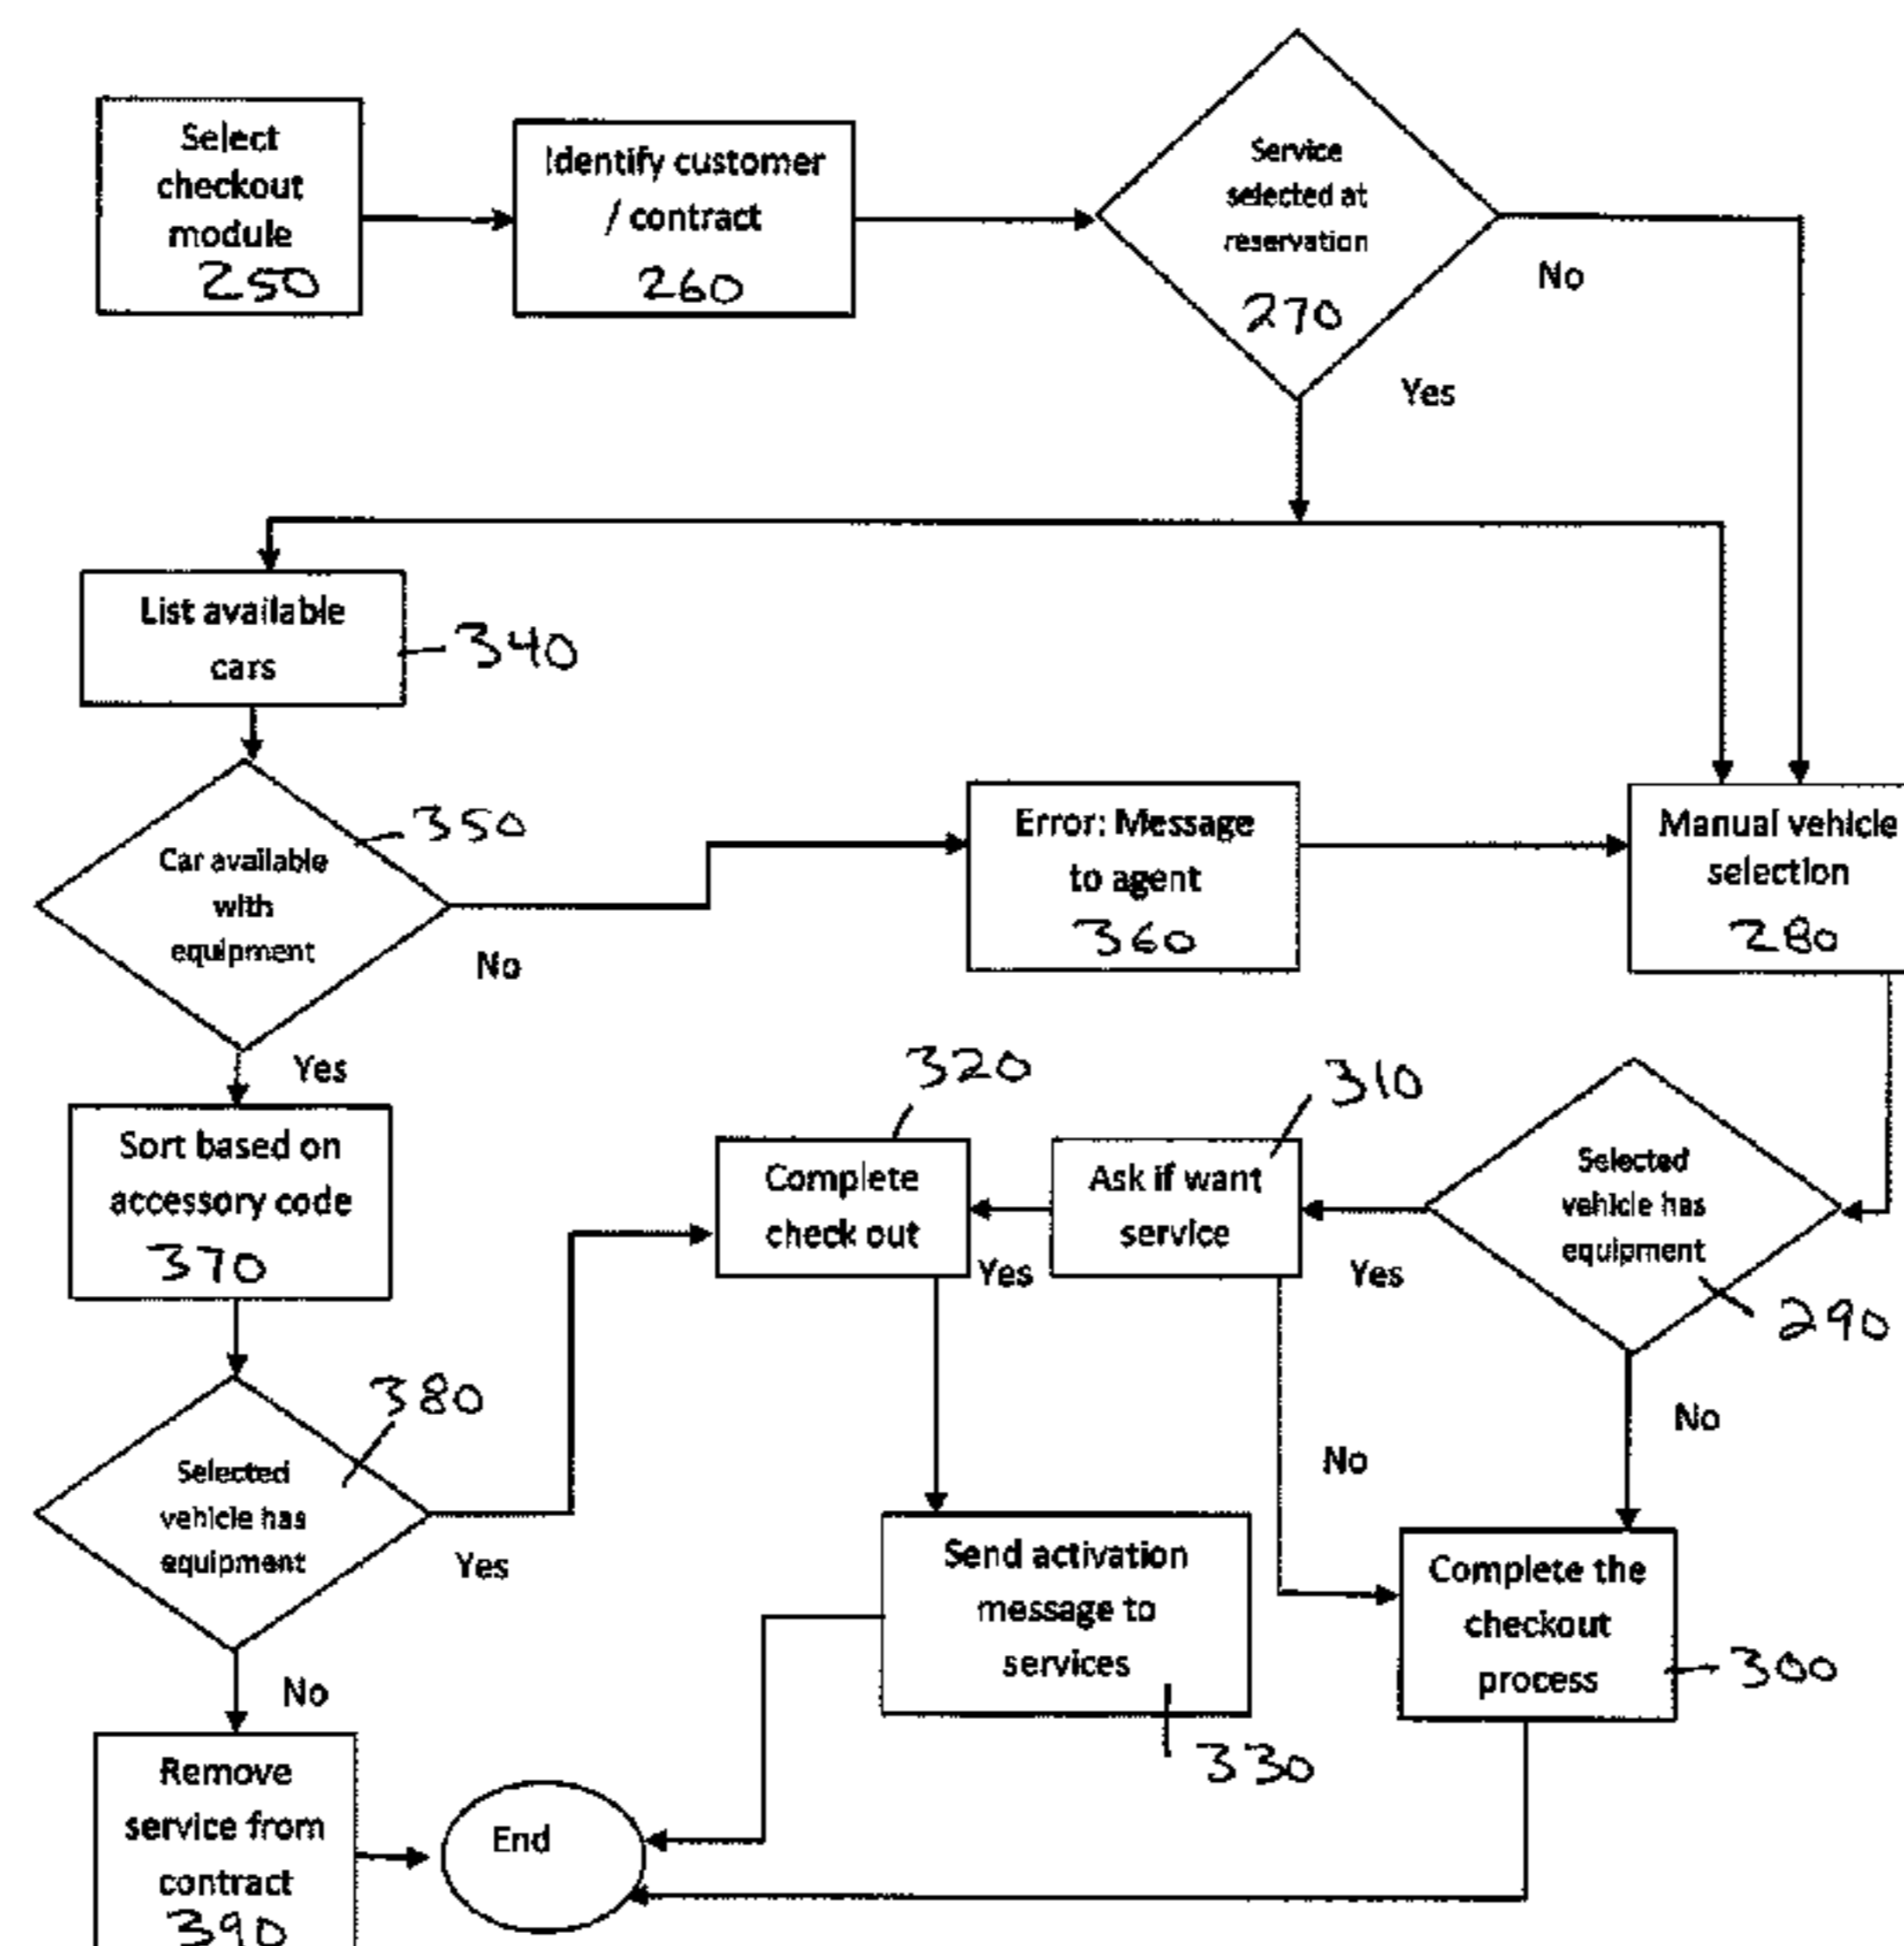 Select
checkout
module
250
Identify customer
/ contract
260
Service
selected at
reservation
270
No
Yes
List available
cars
340
Car available
with
equipment
350
No
Error: Message
to agent
360
Manual vehicle
selection
280
Yes
Sort based on
accessory code
370
320
Complete
check out
Yes
310
Ask if want
service
Yes
Selected
vehicle has
equipment
290
No
No
380
Selected
vehicle has
equipment
Yes
Send activation
message to
services
330
Complete the
checkout
process
300
No
Remove
service from
contract
390
End